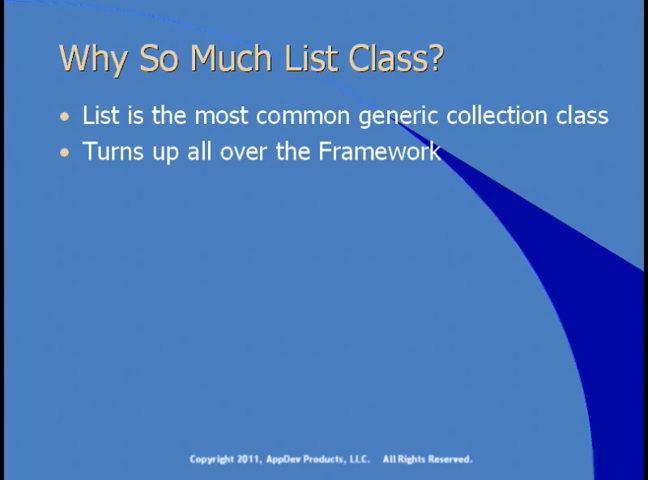 Why So Much List Class?
• List is the most common generic collection class
• Turns up all over the Framework
Copyright 2011, AppDev Products, LLC. All Rights Reserved.